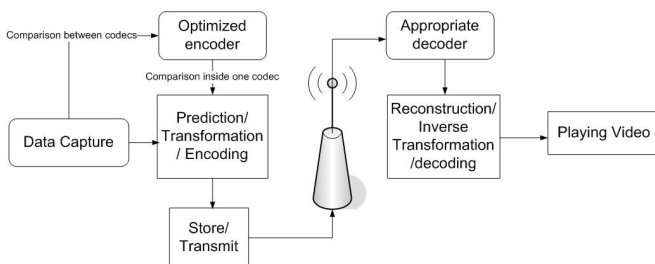 Comparison between codecs
Optimized
encoder
Comparison inside one codec
Data Capture
Prediction/
Transformation
/ Encoding
Store/
Transmit
Appropriate
decoder
Reconstruction/
Inverse
Transformation
/decoding
Playing Video